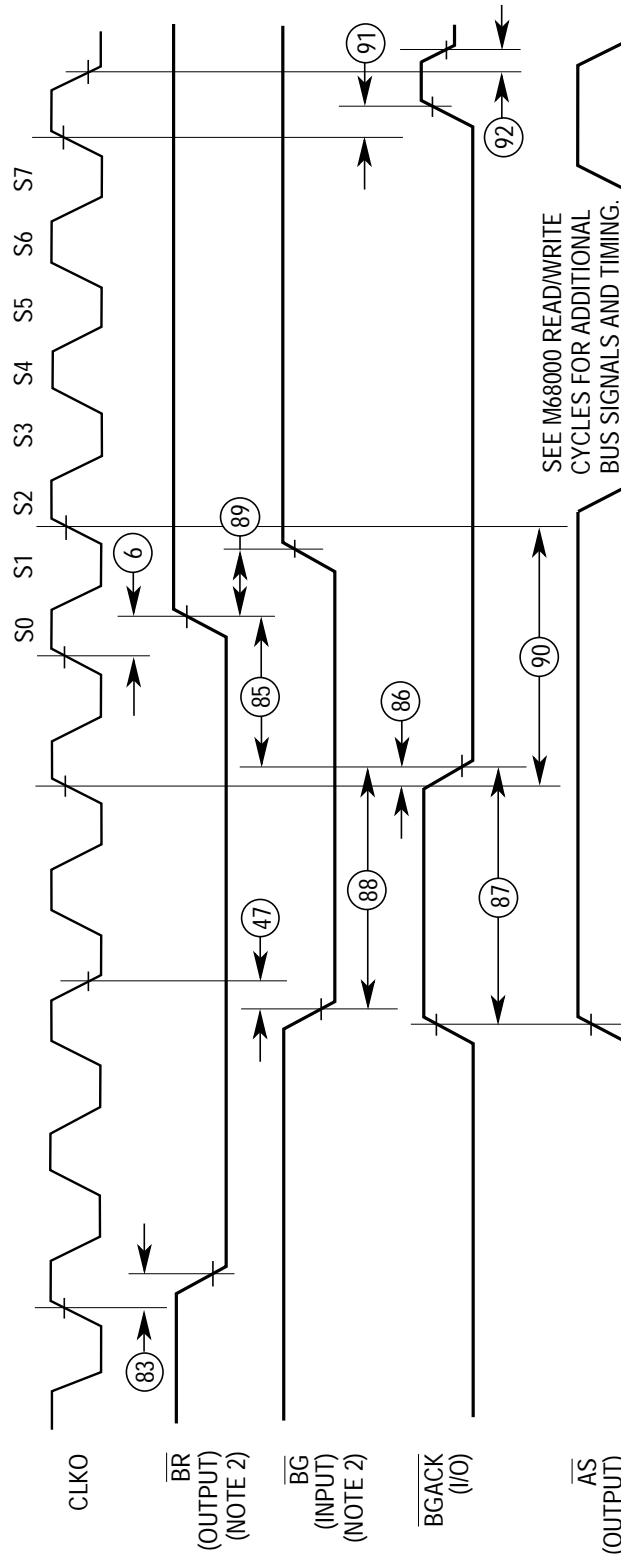 S0 S1 S2 S3 S4 S5 S6 S7
CLKO
BR
(OUTPUT)
(NOTE 2)
BG
(INPUT)
(NOTE 2)
BGACK
(I/O)
AS
(OUTPUT)
83
6
47
89
85
88
86
91
87
90
92
SEE M68000 READ/WRITE
CYCLES FOR ADDITIONAL
BUS SIGNALS AND TIMING.